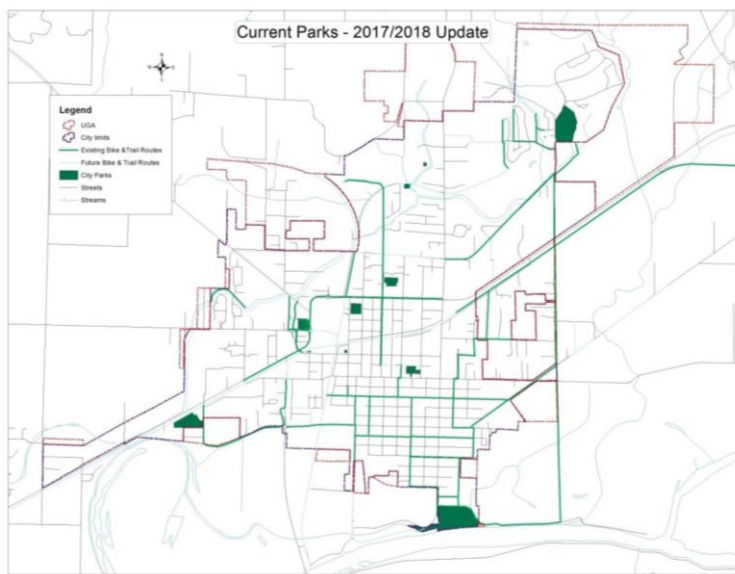 Current Parks - 2017/2018 Update
Legend
UGA
City limits
Existing Bike &Trail Routes
Future Bike & Trail Routes
City Parks
Streets
Streams